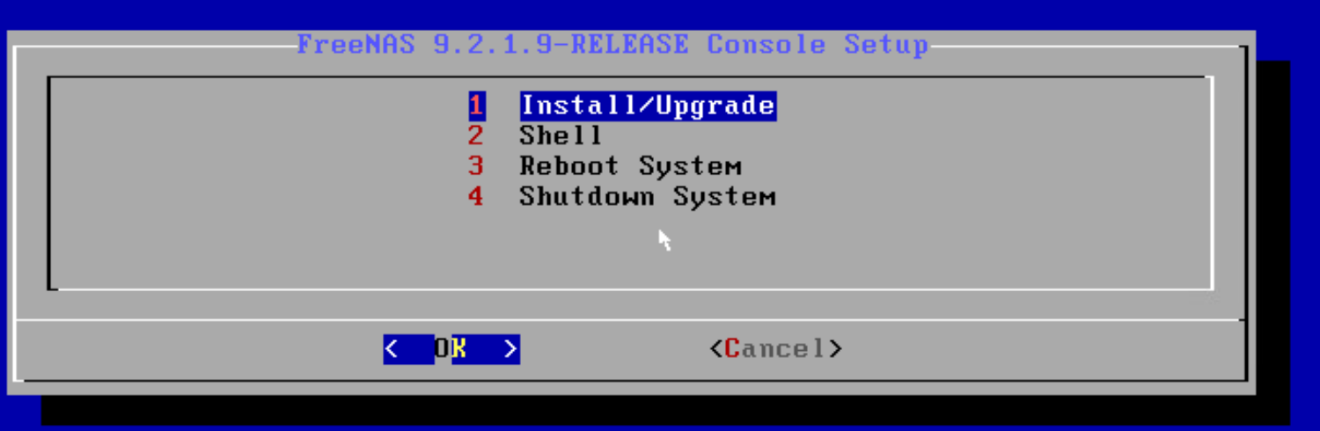 FreeNAS 9.2.1.9-RELEASE Console Setup
1 Install/Upgrade
2 Shell
3 Reboot System
4 Shutdown System
< OK > <Cancel>